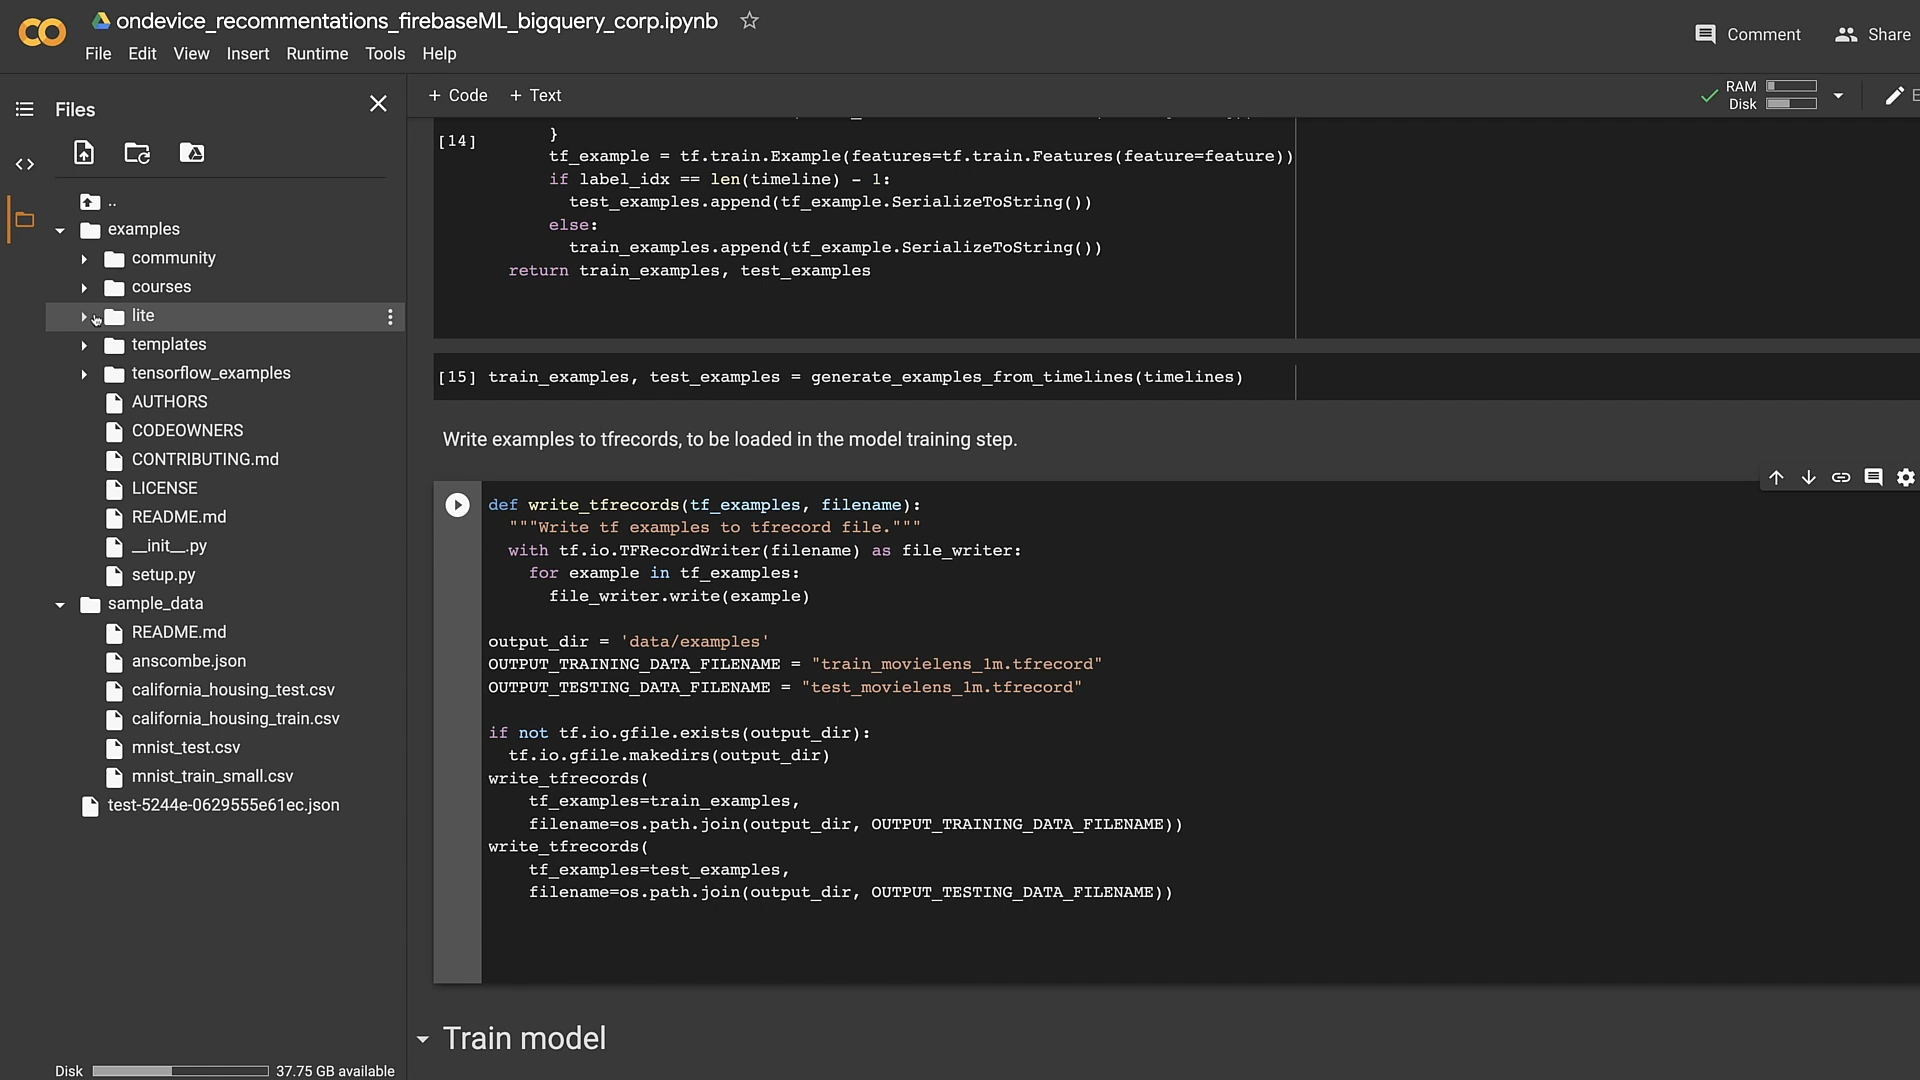 ondevice_recommentations_firebaseML_bigquery_corp.ipynb
File Edit View Insert Runtime Tools Help
Comment Share
Files
+ Code + Text
RAM
Disk
..
examples
community
courses
lite
templates
tensorflow_examples
AUTHORS
CODEOWNERS
CONTRIBUTING.md
LICENSE
README.md
__init__.py
setup.py
sample_data
README.md
anscombe.json
california_housing_test.csv
california_housing_train.csv
mnist_test.csv
mnist_train_small.csv
test-5244e-0629555e61ec.json
Disk 37.75 GB available
[14] }
tf_example = tf.train.Example(features=tf.train.Features(feature=feature))
if label_idx == len(timeline) - 1:
test_examples.append(tf_example.SerializeToString())
else:
train_examples.append(tf_example.SerializeToString())
return train_examples, test_examples
[15] train_examples, test_examples = generate_examples_from_timelines(timelines)
Write examples to tfrecords, to be loaded in the model training step.
def write_tfrecords(tf_examples, filename):
"""Write tf examples to tfrecord file."""
with tf.io.TFRecordWriter(filename) as file_writer:
for example in tf_examples:
file_writer.write(example)
output_dir = 'data/examples'
OUTPUT_TRAINING_DATA_FILENAME = "train_movielens_1m.tfrecord"
OUTPUT_TESTING_DATA_FILENAME = "test_movielens_1m.tfrecord"
if not tf.io.gfile.exists(output_dir):
tf.io.gfile.makedirs(output_dir)
write_tfrecords(
tf_examples=train_examples,
filename=os.path.join(output_dir, OUTPUT_TRAINING_DATA_FILENAME))
write_tfrecords(
tf_examples=test_examples,
filename=os.path.join(output_dir, OUTPUT_TESTING_DATA_FILENAME))
Train model